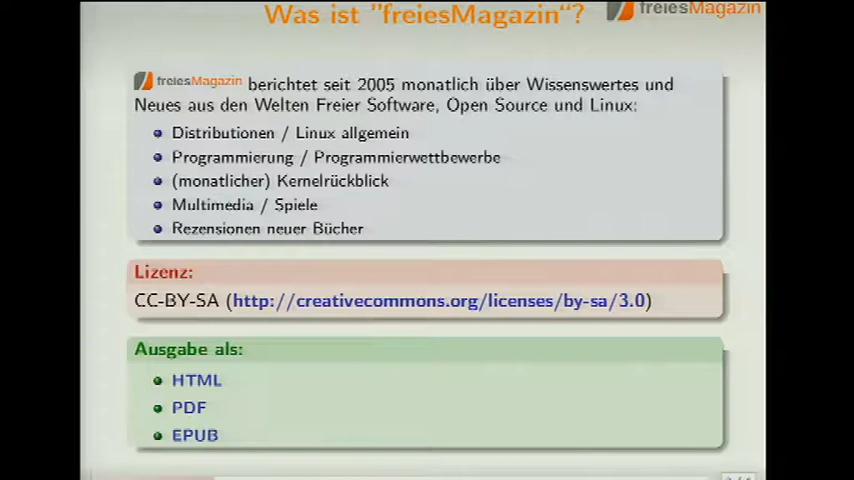 Was ist "freiesMagazin“?
freiesMagazin
freiesMagazin berichtet seit 2005 monatlich über Wissenswertes und
Neues aus den Welten Freier Software, Open Source und Linux:
Distributionen / Linux allgemein
Programmierung / Programmierwettbewerbe
(monatlicher) Kernelrückblick
Multimedia / Spiele
Rezensionen neuer Bücher
Lizenz:
CC-BY-SA (http://creativecommons.org/licenses/by-sa/3.0)
Ausgabe als:
HTML
PDF
EPUB